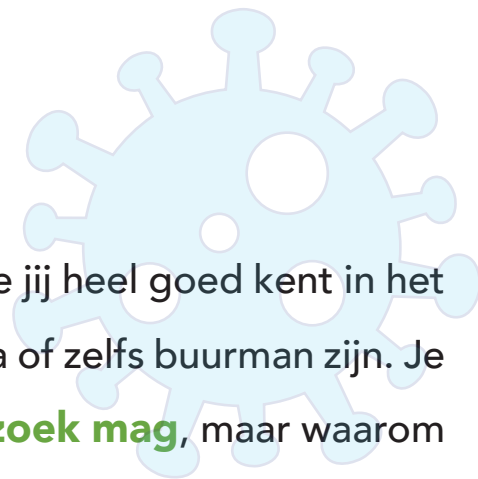 e jij heel goed kent in het
a of zelfs buurman zijn. Je
zoek mag, maar waarom